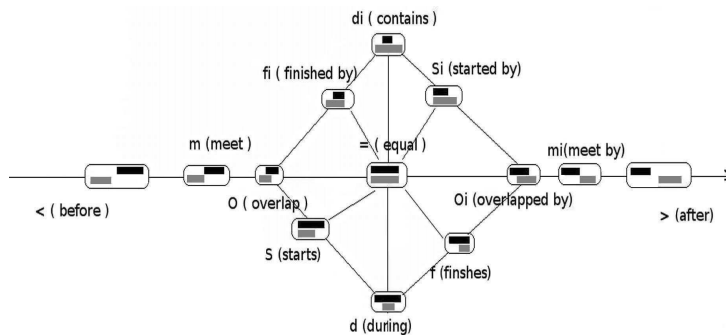 di ( contains )
fi ( finished by)
Si (started by)
m (meet )
= ( equal )
mi(meet by)
< ( before )
O ( overlap )
Oi (overlapped by)
> (after)
S (starts)
f (finshes)
d (during)